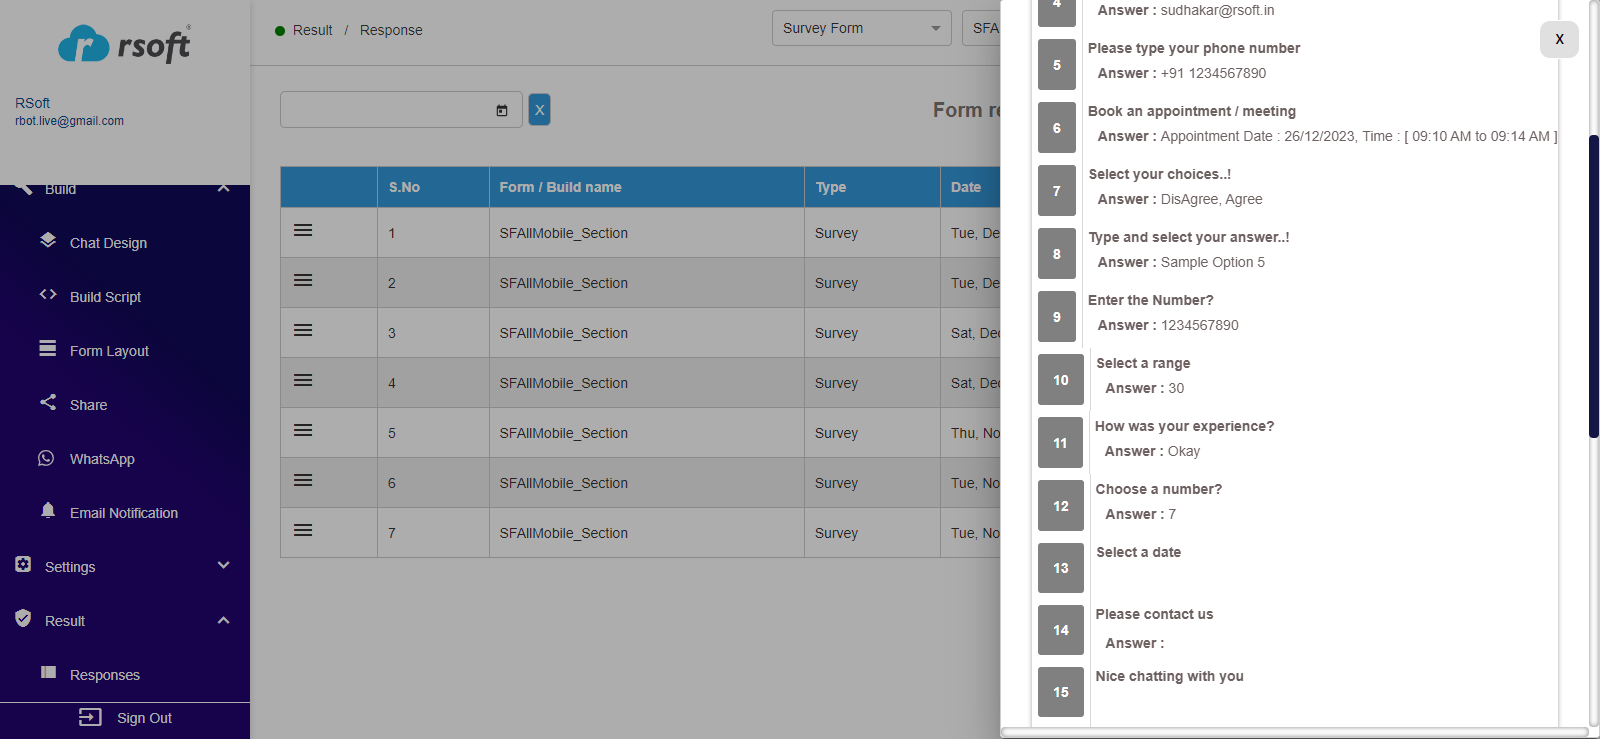 rsoft
®
RSoft
rbot.live@gmail.com
Build
Chat Design
Build Script
Form Layout
Share
WhatsApp
Email Notification
Settings
Result
Responses
Sign Out
Result / Response
Survey Form
SFA
X
Form re
S.No Form / Build name Type Date
1 SFAllMobile_Section Survey Tue, De
2 SFAllMobile_Section Survey Tue, De
3 SFAllMobile_Section Survey Sat, Dec
4 SFAllMobile_Section Survey Sat, Dec
5 SFAllMobile_Section Survey Thu, No
6 SFAllMobile_Section Survey Tue, No
7 SFAllMobile_Section Survey Tue, No
X
4
Answer : sudhakar@rsoft.in
5
Please type your phone number
Answer : +91 1234567890
6
Book an appointment / meeting
Answer : Appointment Date : 26/12/2023, Time : [ 09:10 AM to 09:14 AM ]
7
Select your choices..!
Answer : DisAgree, Agree
8
Type and select your answer..!
Answer : Sample Option 5
9
Enter the Number?
Answer : 1234567890
10
Select a range
Answer : 30
11
How was your experience?
Answer : Okay
12
Choose a number?
Answer : 7
13
Select a date
14
Please contact us
Answer :
15
Nice chatting with you